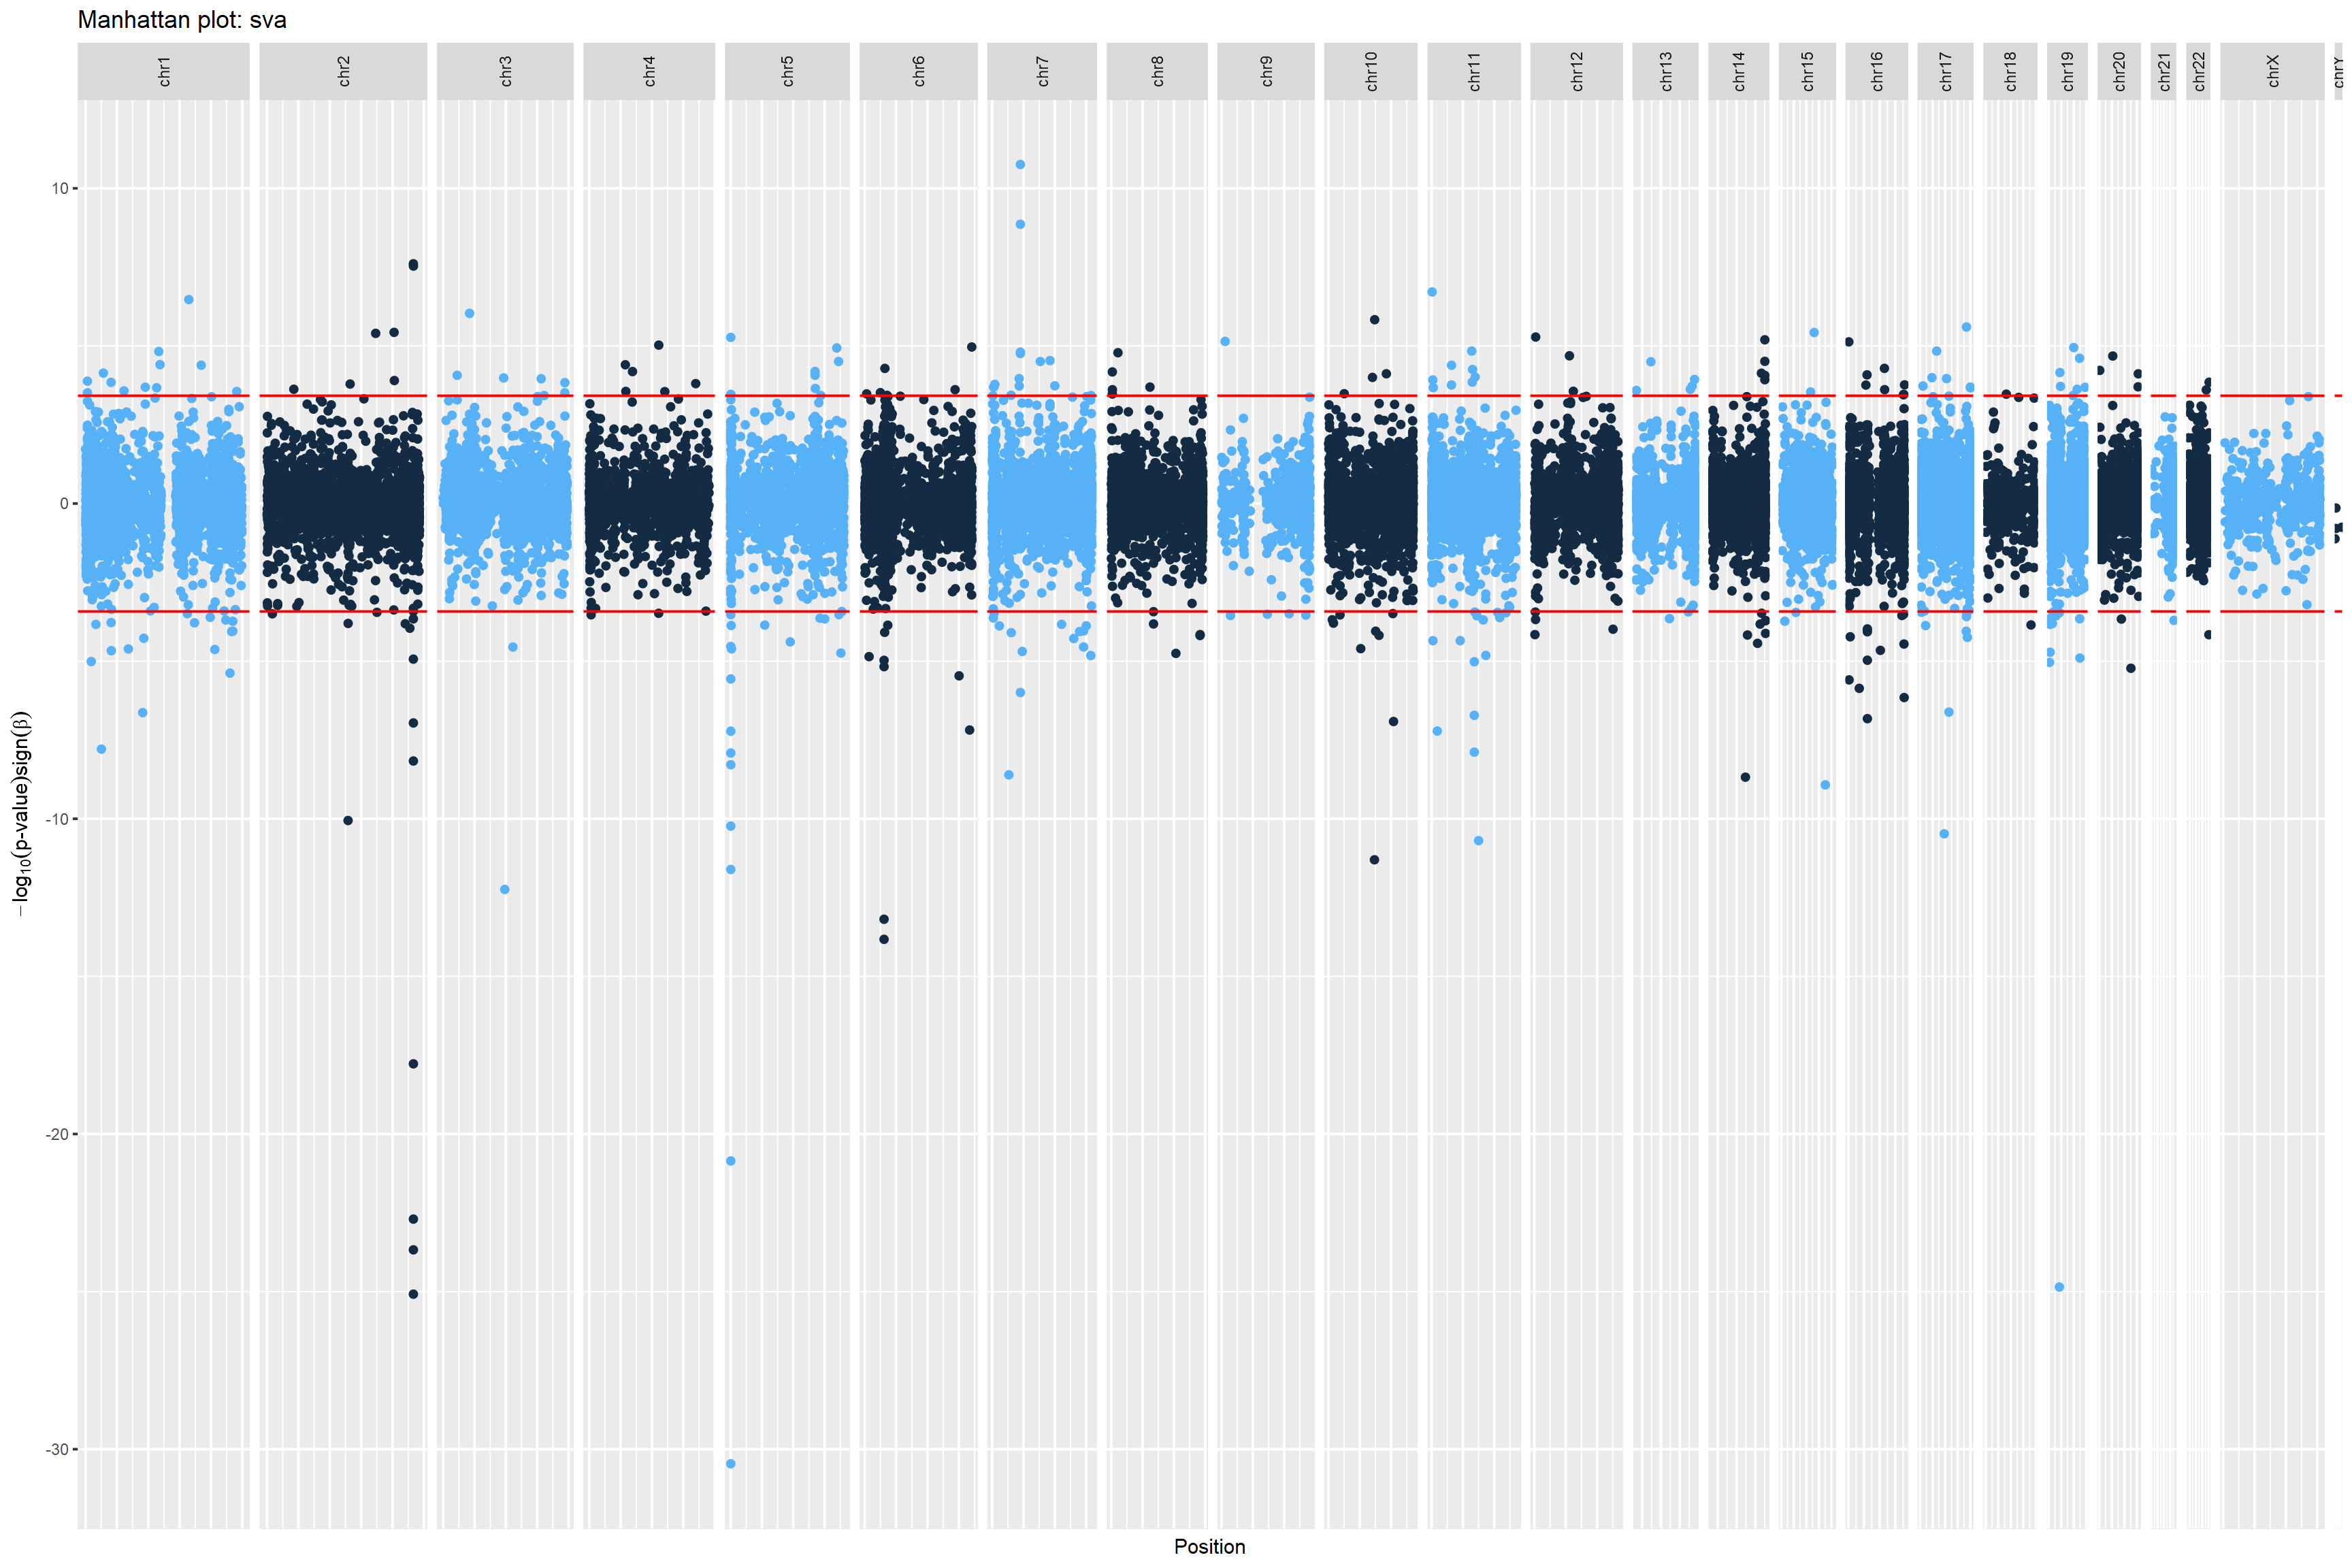 Manhattan plot: sva
chr1 chr2 chr3 chr4 chr5 chr6 chr7 chr8 chr9 chr10 chr11 chr12 chr13 chr14 chr15 chr16 chr17 chr18 chr19 chr20 chr21 chr22 chrX chrY
10
0
-10
-20
-30
−log₁₀(p-value)sign(β)
Position